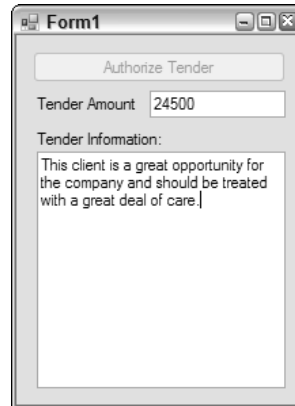 Form1
Authorize Tender
Tender Amount 24500
Tender Information:
This client is a great opportunity for
the company and should be treated
with a great deal of care.